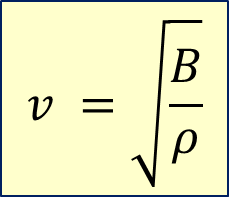 v = √(B/ρ)